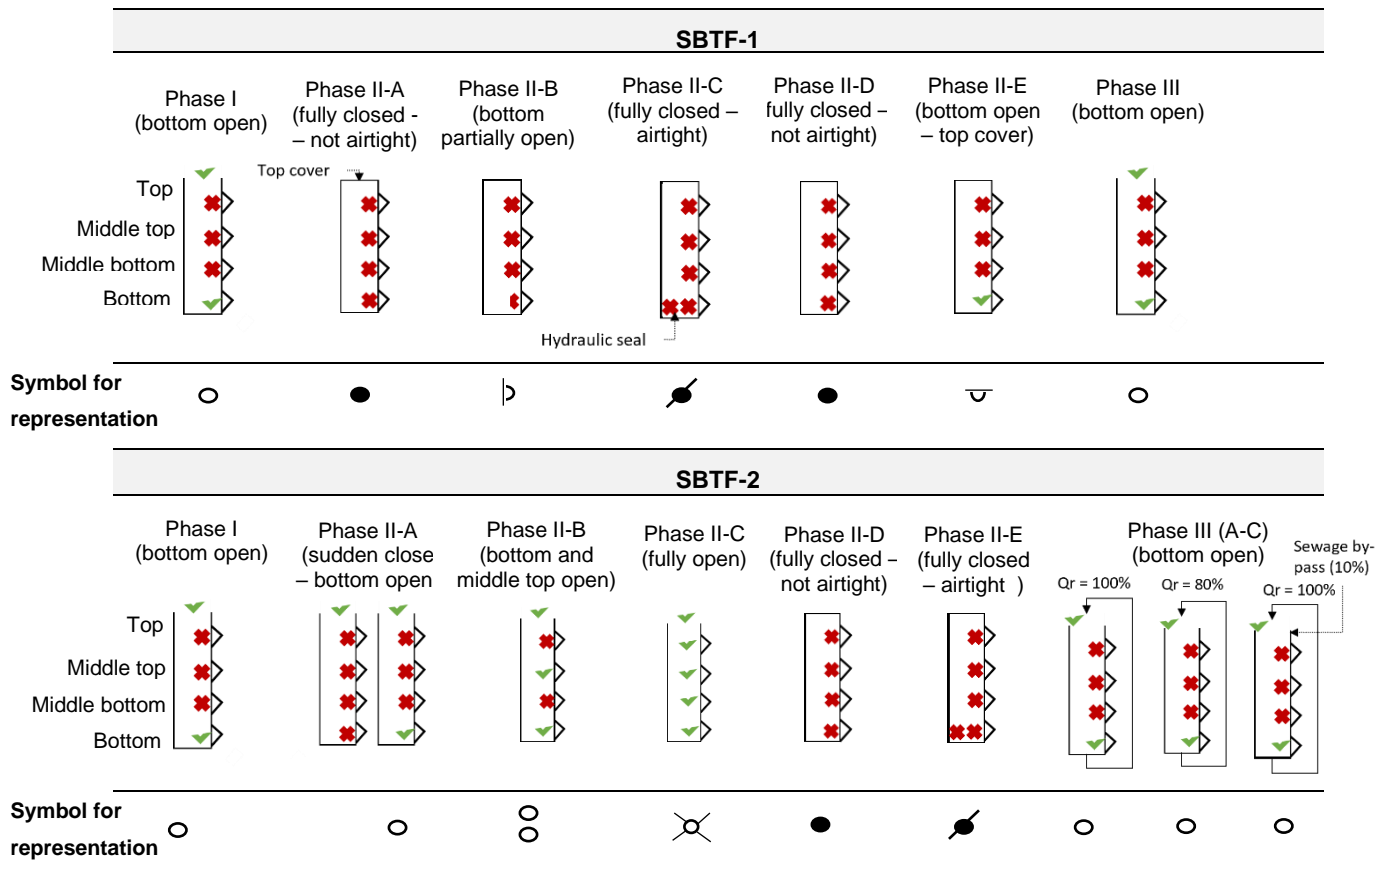 SBTF-1
Phase I
(bottom open)
Phase II-A
(fully closed -
– not airtight)
Phase II-B
(bottom
partially open)
Phase II-C
(fully closed –
airtight)
Phase II-D
fully closed –
not airtight)
Phase II-E
(bottom open
– top cover)
Phase III
(bottom open)
Top cover
Top
Middle top
Middle bottom
Bottom
Hydraulic seal
Symbol for
representation
SBTF-2
Phase I
(bottom open)
Phase II-A
(sudden close
– bottom open
Phase II-B
(bottom and
middle top open)
Phase II-C
(fully open)
Phase II-D
(fully closed –
not airtight)
Phase II-E
(fully closed
– airtight )
Phase III (A-C)
(bottom open)
Sewage by-
pass (10%)
Qr = 100%
Qr = 80%
Qr = 100%
Top
Middle top
Middle bottom
Bottom
Symbol for
representation